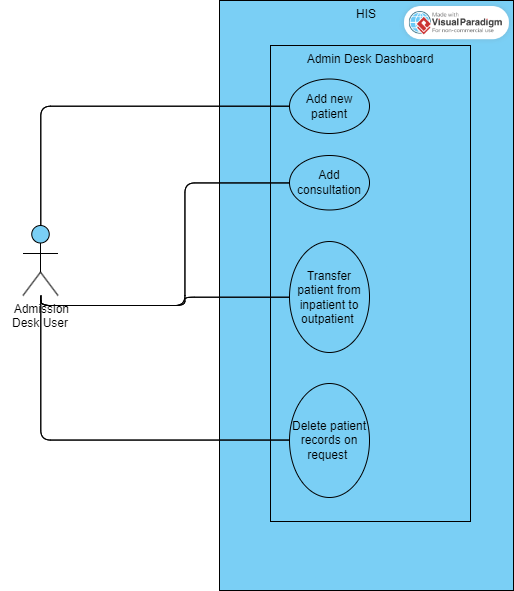 HIS
Made with
Visual Paradigm
For non-commercial use
Admin Desk Dashboard
Add new
patient
Add
consultation
Transfer
patient from
inpatient to
outpatient
Admission
Desk User
Delete patient
records on
request